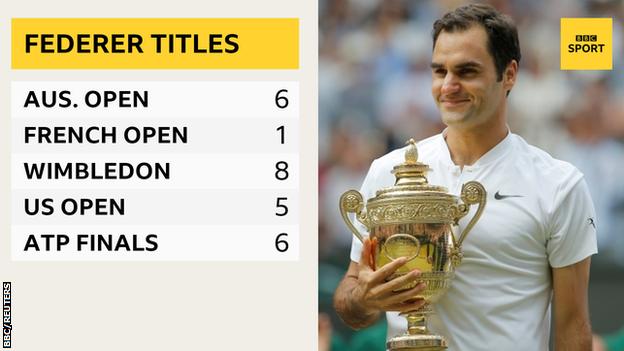 FEDERER TITLES
AUS. OPEN 6
FRENCH OPEN 1
WIMBLEDON 8
US OPEN 5
ATP FINALS 6
BBC
SPORT
BBC/REUTERS